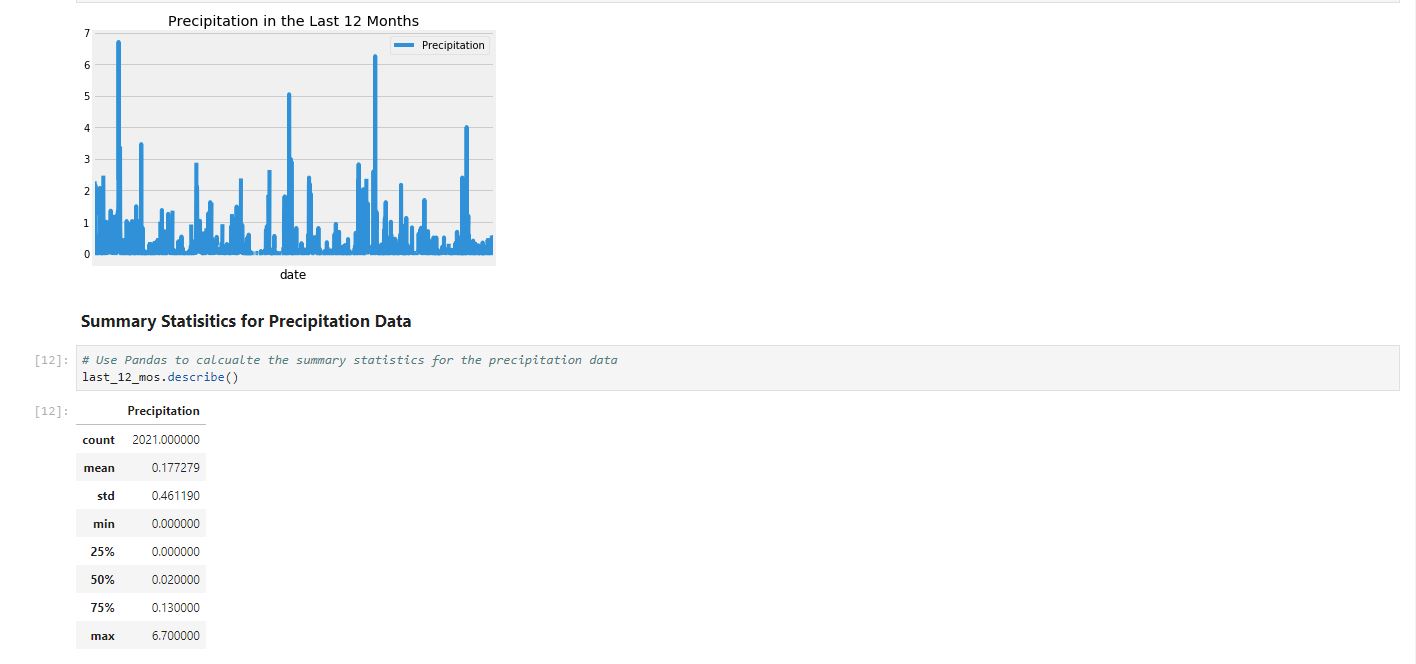 Precipitation in the Last 12 Months
7
Precipitation
6
5
4
3
2
1
0
date
Summary Statisitics for Precipitation Data
[12]: # Use Pandas to calcualte the summary statistics for the precipitation data
last_12_mos.describe()
[12]: Precipitation
count 2021.000000
mean 0.177279
std 0.461190
min 0.000000
25% 0.000000
50% 0.020000
75% 0.130000
max 6.700000